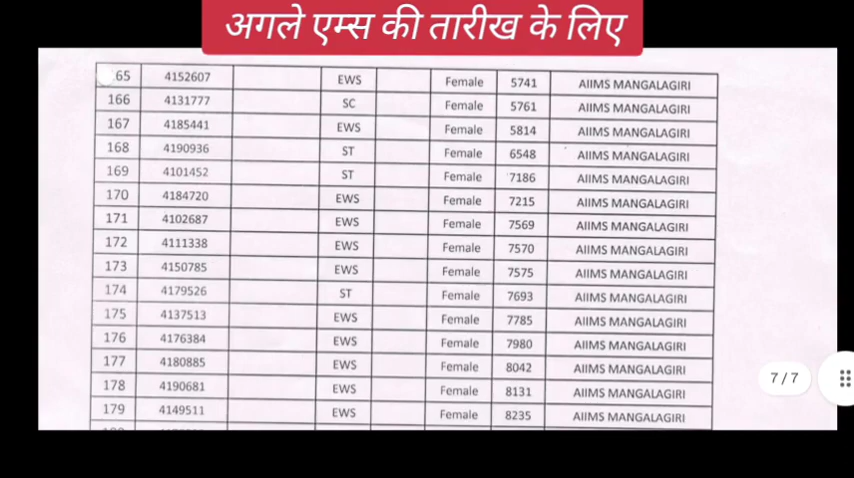 अगले एम्स की तारीख के लिए
65 4152607 EWS Female 5741 AIIMS MANGALAGIRI
166 4131777 SC Female 5761 AIIMS MANGALAGIRI
167 4185441 EWS Female 5814 AIIMS MANGALAGIRI
168 4190936 ST Female 6548 AIIMS MANGALAGIRI
169 4101452 ST Female 7186 AIIMS MANGALAGIRI
170 4184720 EWS Female 7215 AIIMS MANGALAGIRI
171 4102687 EWS Female 7569 AIIMS MANGALAGIRI
172 4111338 EWS Female 7570 AIIMS MANGALAGIRI
173 4150785 EWS Female 7575 AIIMS MANGALAGIRI
174 4179526 ST Female 7693 AIIMS MANGALAGIRI
175 4137513 EWS Female 7785 AIIMS MANGALAGIRI
176 4176384 EWS Female 7980 AIIMS MANGALAGIRI
177 4180885 EWS Female 8042 AIIMS MANGALAGIRI
178 4190681 EWS Female 8131 AIIMS MANGALAGIRI
179 4149511 EWS Female 8235 AIIMS MANGALAGIRI
7/7